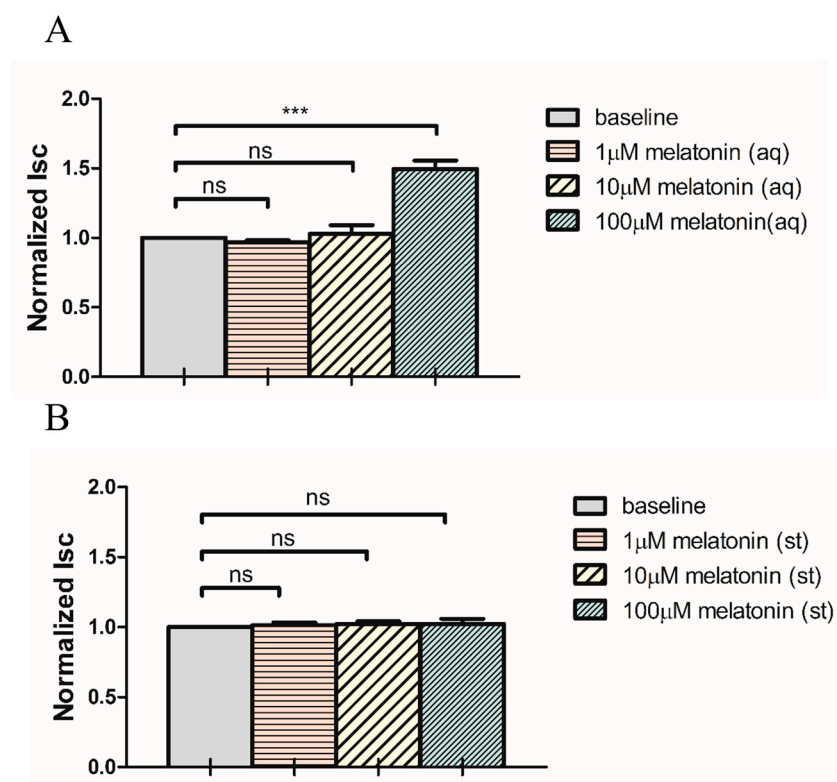 A
2.0
1.5
1.0
0.5
0.0
Normalized Isc
***
ns
ns
baseline
1μM melatonin (aq)
10μM melatonin (aq)
100μM melatonin(aq)
B
2.0
1.5
1.0
0.5
0.0
Normalized Isc
ns
ns
ns
baseline
1μM melatonin (st)
10μM melatonin (st)
100μM melatonin (st)